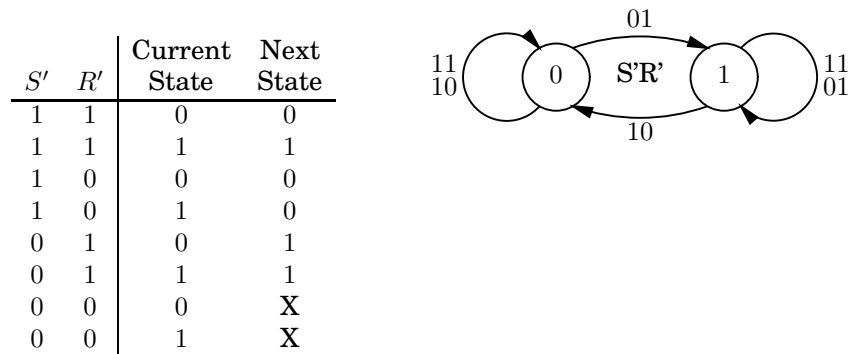 Current Next
S′ R′ State State
1 1 0 0
1 1 1 1
1 0 0 0
1 0 1 0
0 1 0 1
0 1 1 1
0 0 0 X
0 0 1 X
01
11
10
0
S'R'
1
11
01
10